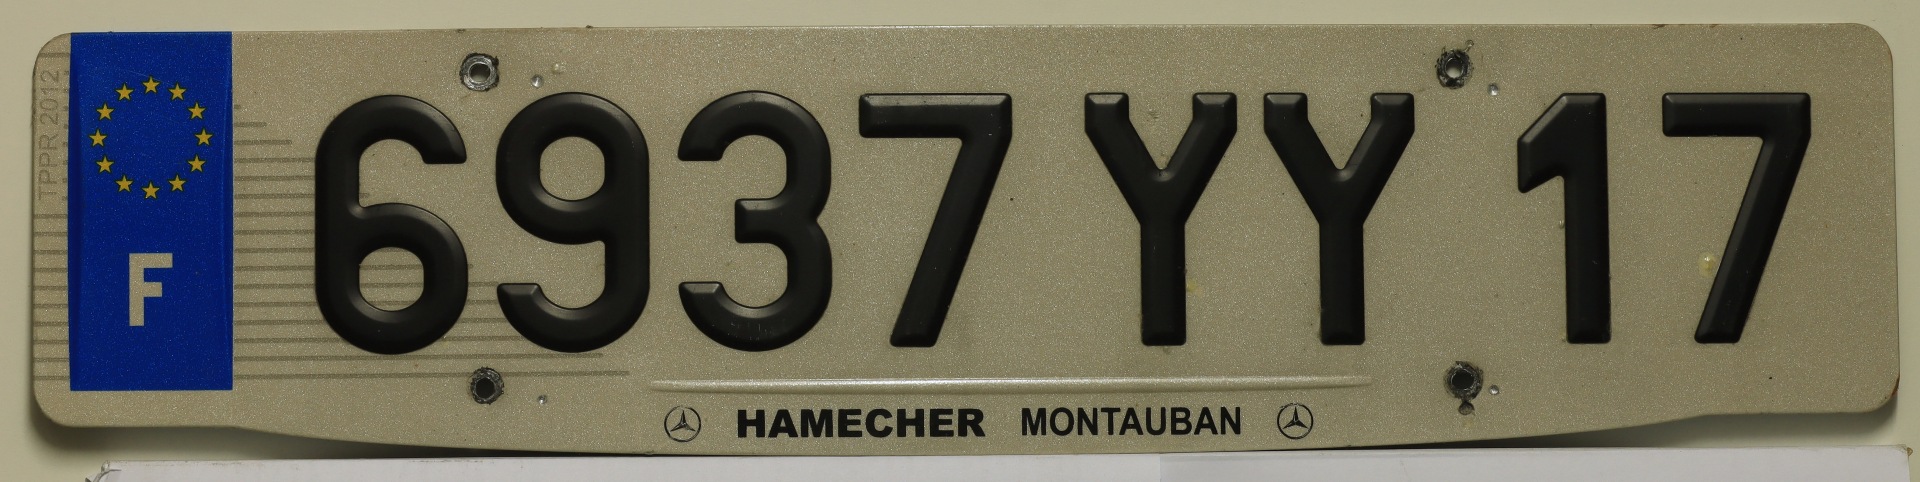 TPPR 2012
F
6937 YY 17
HAMECHER MONTAUBAN